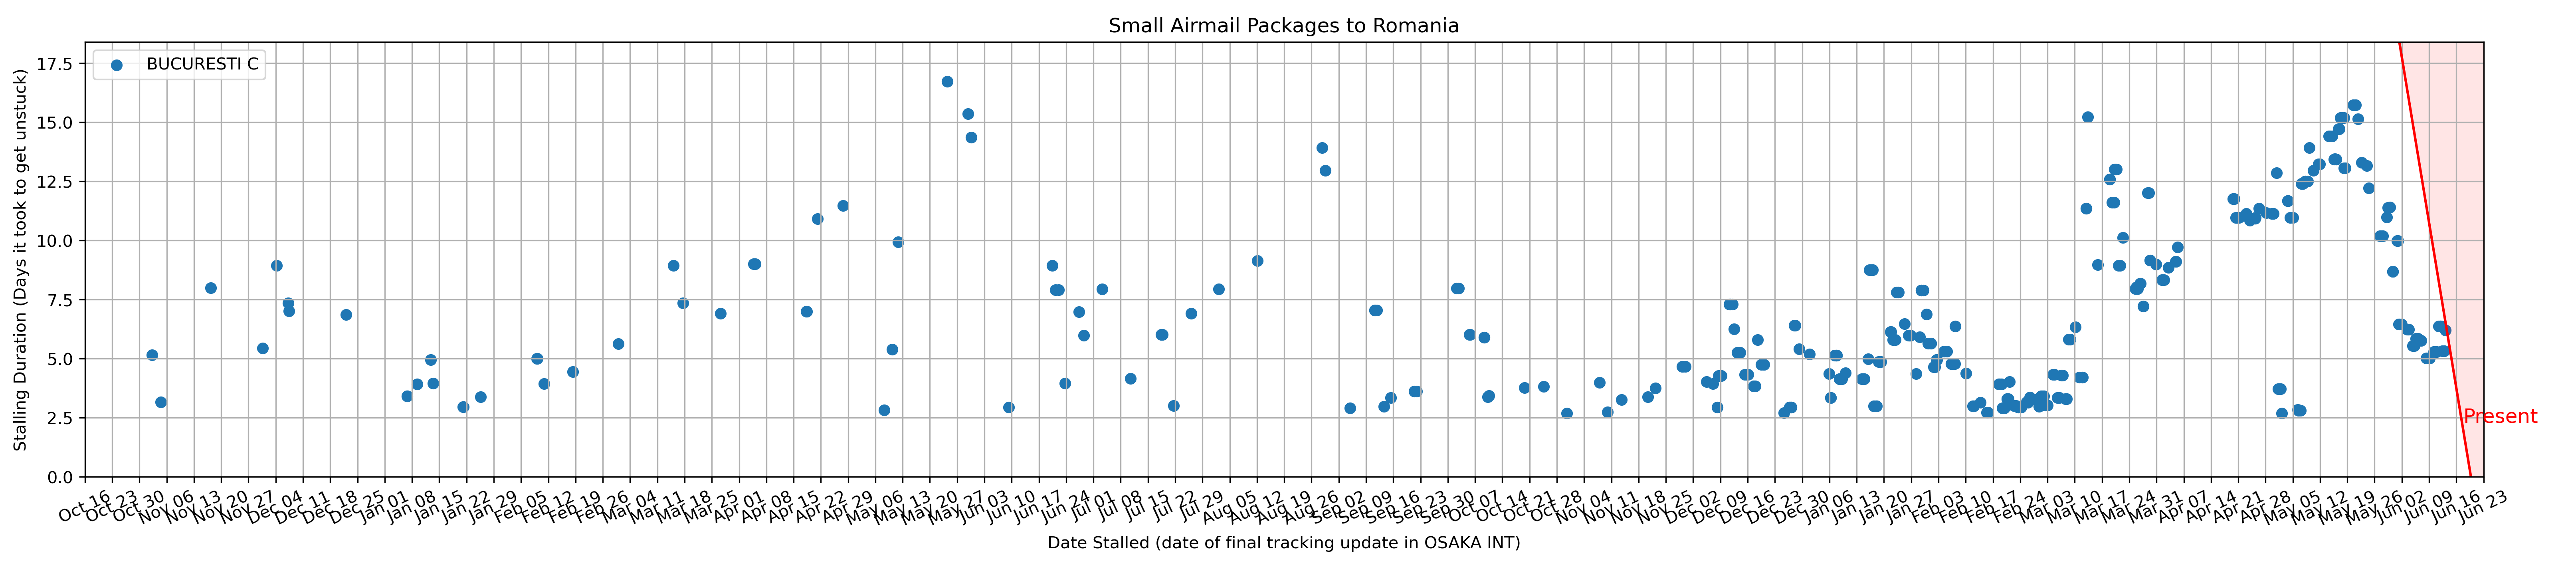 Small Airmail Packages to Romania
BUCURESTI C
Stalling Duration (Days it took to get unstuck)
17.5
15.0
12.5
10.0
7.5
5.0
2.5
0.0
Present
Oct 16
Oct 23
Oct 30
Nov 06
Nov 13
Nov 20
Nov 27
Dec 04
Dec 11
Dec 18
Dec 25
Jan 01
Jan 08
Jan 15
Jan 22
Jan 29
Feb 05
Feb 12
Feb 19
Feb 26
Mar 04
Mar 11
Mar 18
Mar 25
Apr 01
Apr 08
Apr 15
Apr 22
Apr 29
May 06
May 13
May 20
May 27
Jun 03
Jun 10
Jun 17
Jun 24
Jul 01
Jul 08
Jul 15
Jul 22
Jul 29
Aug 05
Aug 12
Aug 19
Aug 26
Sep 02
Sep 09
Sep 16
Sep 23
Sep 30
Oct 07
Oct 14
Oct 21
Oct 28
Nov 04
Nov 11
Nov 18
Nov 25
Dec 02
Dec 09
Dec 16
Dec 23
Dec 30
Jan 06
Jan 13
Jan 20
Jan 27
Feb 03
Feb 10
Feb 17
Feb 24
Mar 03
Mar 10
Mar 17
Mar 24
Mar 31
Apr 07
Apr 14
Apr 21
Apr 28
May 05
May 12
May 19
May 26
Jun 02
Jun 09
Jun 16
Jun 23
Date Stalled (date of final tracking update in OSAKA INT)